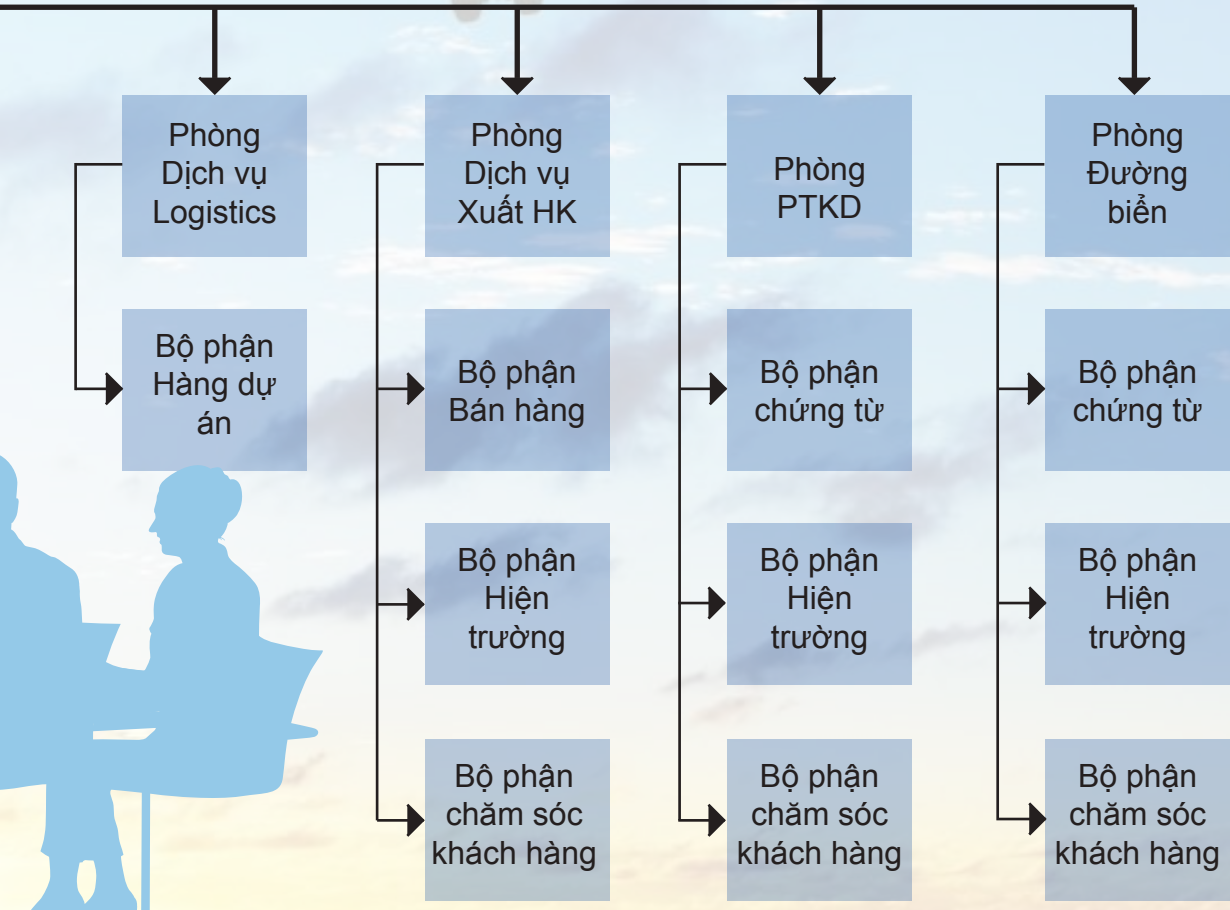 Phòng
Dịch vụ
Logistics
Phòng
Dịch vụ
Xuất HK
Phòng
PTKD
Phòng
Đường
biển
Bộ phận
Hàng dự
án
Bộ phận
Bán hàng
Bộ phận
chứng từ
Bộ phận
chứng từ
Bộ phận
Hiện
trường
Bộ phận
Hiện
trường
Bộ phận
Hiện
trường
Bộ phận
chăm sóc
khách hàng
Bộ phận
chăm sóc
khách hàng
Bộ phận
chăm sóc
khách hàng